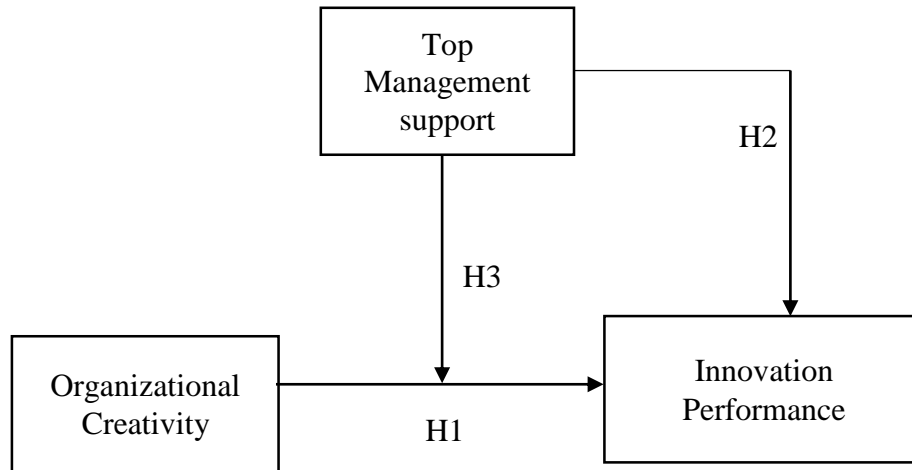 Top
Management
support
H2
H3
Organizational
Creativity
H1
Innovation
Performance